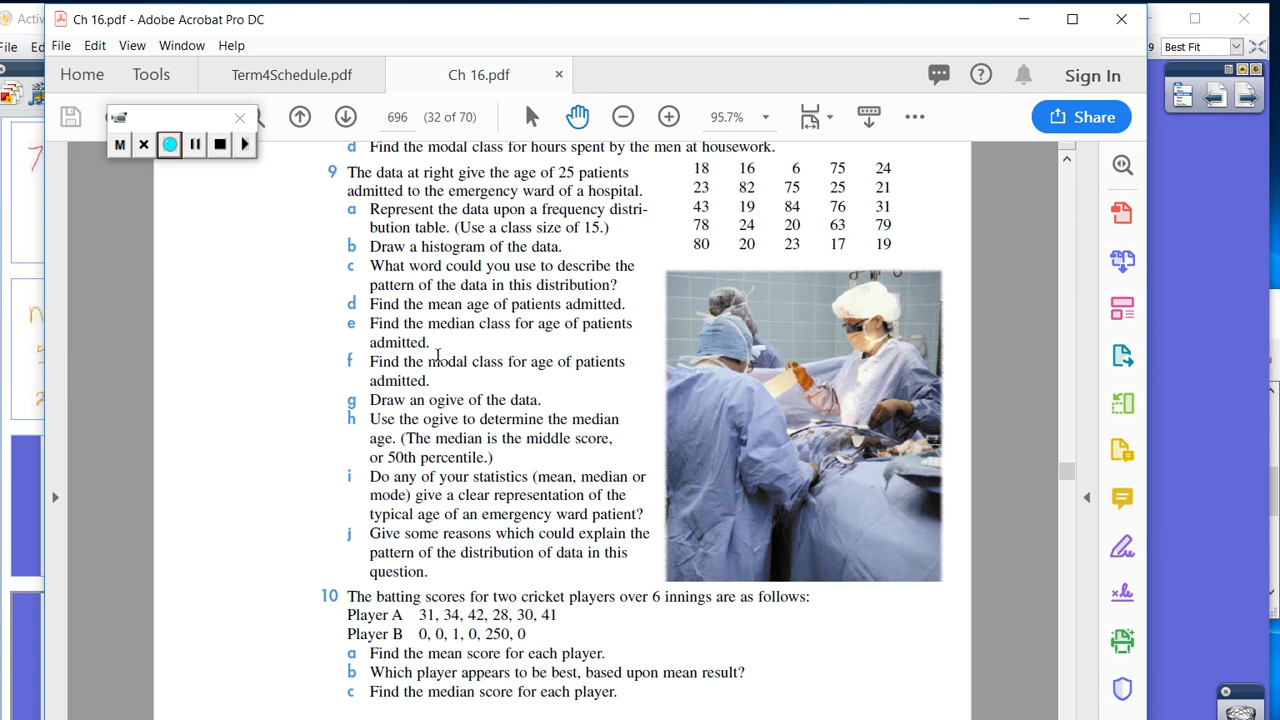 Activ
Ch 16.pdf - Adobe Acrobat Pro DC
File Edit View Window Help
File
9 Best Fit
Home Tools Term4Schedule.pdf Ch 16.pdf × Sign In
696 (32 of 70) 95.7% Share
M
d Find the modal class for hours spent by the men at housework.
9 The data at right give the age of 25 patients
admitted to the emergency ward of a hospital.
a Represent the data upon a frequency distri-
bution table. (Use a class size of 15.)
b Draw a histogram of the data.
c What word could you use to describe the
pattern of the data in this distribution?
d Find the mean age of patients admitted.
e Find the median class for age of patients
admitted.
f Find the modal class for age of patients
admitted.
g Draw an ogive of the data.
h Use the ogive to determine the median
age. (The median is the middle score,
or 50th percentile.)
i Do any of your statistics (mean, median or
mode) give a clear representation of the
typical age of an emergency ward patient?
j Give some reasons which could explain the
pattern of the distribution of data in this
question.
18 16 6 75 24
23 82 75 25 21
43 19 84 76 31
78 24 20 63 79
80 20 23 17 19
10 The batting scores for two cricket players over 6 innings are as follows:
Player A 31, 34, 42, 28, 30, 41
Player B 0, 0, 1, 0, 250, 0
a Find the mean score for each player.
b Which player appears to be best, based upon mean result?
c Find the median score for each player.